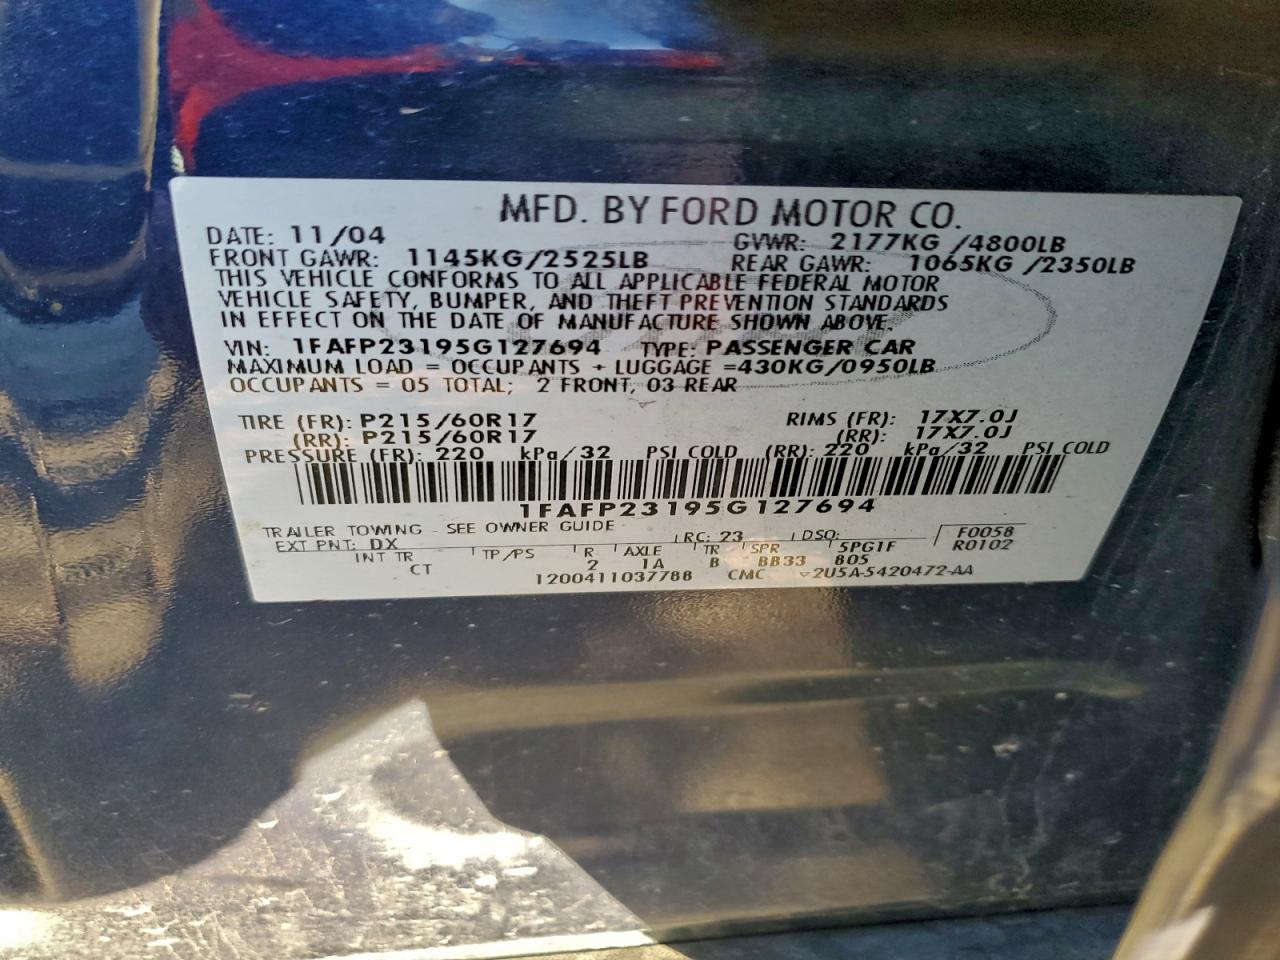 MFD. BY FORD MOTOR CO.
DATE: 11/04 GVWR: 2177KG /4800LB
FRONT GAWR: 1145KG/2525LB REAR GAWR: 1065KG /2350LB
THIS VEHICLE CONFORMS TO ALL APPLICABLE FEDERAL MOTOR
VEHICLE SAFETY, BUMPER, AND THEFT PREVENTION STANDARDS
IN EFFECT ON THE DATE OF MANUFACTURE SHOWN ABOVE.
VIN: 1FAFP23195G127694 TYPE: PASSENGER CAR
MAXIMUM LOAD = OCCUPANTS + LUGGAGE =430KG/0950LB
OCCUPANTS = 05 TOTAL; 2 FRONT, 03 REAR
TIRE (FR): P215/60R17 RIMS (FR): 17X7.0J
(RR): P215/60R17 (RR): 17X7.0J
PRESSURE (FR): 220 kPa/32 PSI COLD (RR): 220 kPa/32 PSI COLD
1FAFP23195G127694
TRAILER TOWING - SEE OWNER GUIDE F0058
EXT PNT: DX RC: 23 DSO: R0102
INT TR TP/PS R AXLE TR SPR 5PG1F
CT 2 1A B BB33 805
1200411037788 CMC 2U5A-5420472-AA